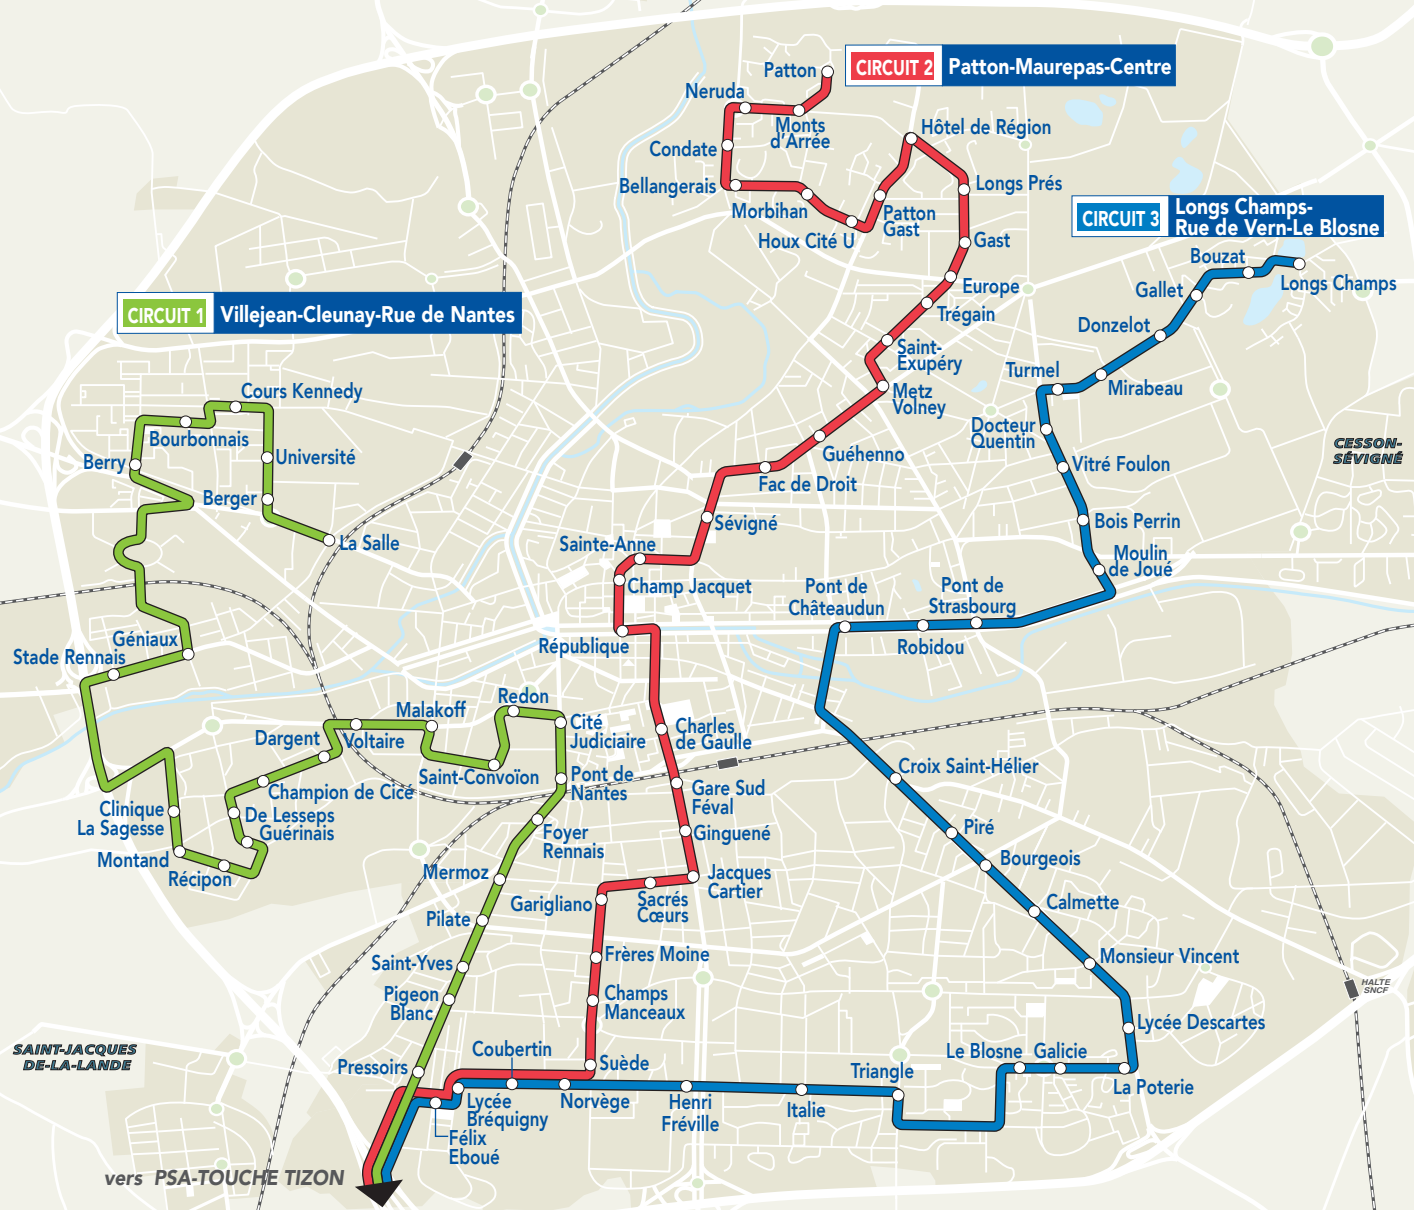 CIRCUIT 2 Patton-Maurepas-Centre
Patton
Neruda
Monts
d'Arrée
Condate
Bellangerais
Morbihan
Houx Cité U
Patton
Gast
Hôtel de Région
Longs Prés
Gast
Europe
Trégain
Saint-
Exupéry
Metz
Volney
Guéhenno
Fac de Droit
Sévigné
Sainte-Anne
Champ Jacquet
République
Charles
de Gaulle
Gare Sud
Féval
Ginguené
Jacques
Cartier
Sacrés
Cœurs
Garigliano
Frères Moine
Champs
Manceaux
Suède
CIRCUIT 3
Longs Champs-
Rue de Vern-Le Blosne
Bouzat
Longs Champs
Gallet
Donzelot
Mirabeau
Turmel
Docteur
Quentin
Vitré Foulon
Bois Perrin
Moulin
de Joué
Pont de
Strasbourg
Robidou
Pont de
Châteaudun
Croix Saint-Hélier
Piré
Bourgeois
Calmette
Monsieur Vincent
Lycée Descartes
La Poterie
Galicie
Le Blosne
Triangle
Italie
Henri
Fréville
Norvège
Coubertin
Lycée
Bréquigny
Félix
Eboué
CIRCUIT 1 Villejean-Cleunay-Rue de Nantes
Cours Kennedy
Bourbonnais
Berry
Université
Berger
La Salle
Géniaux
Stade Rennais
Clinique
La Sagesse
Montand
Récipon
Guérinais
De Lesseps
Champion de Cicé
Dargent
Voltaire
Malakoff
Saint-Convoïon
Redon
Cité
Judiciaire
Pont de
Nantes
Foyer
Rennais
Mermoz
Pilate
Saint-Yves
Pigeon
Blanc
Pressoirs
CESSON-
SÉVIGNÉ
HALTE
SNCF
SAINT-JACQUES
DE-LA-LANDE
vers PSA-TOUCHE TIZON